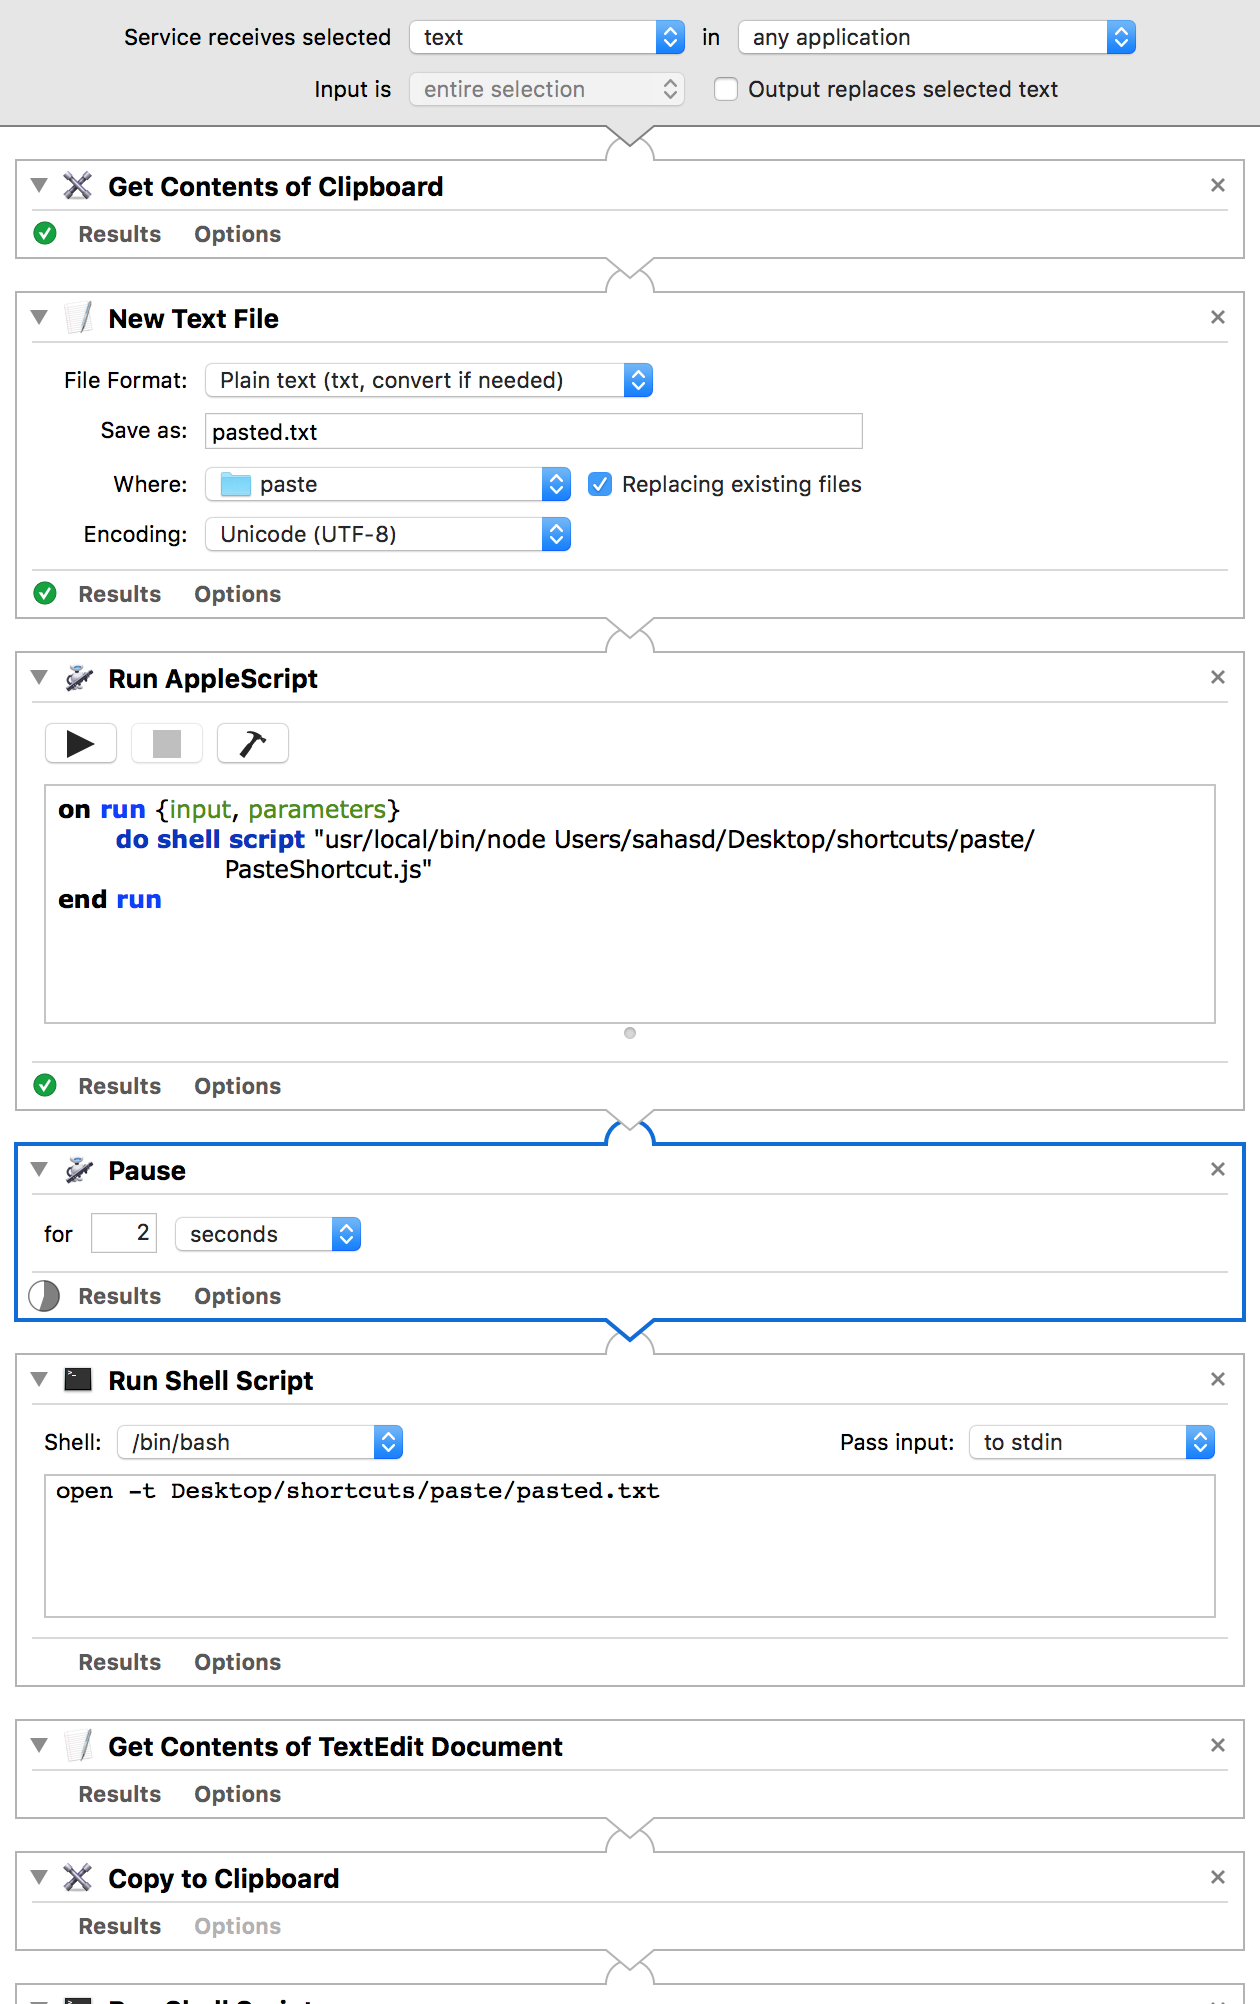 Service receives selected text in any application
Input is entire selection Output replaces selected text
Get Contents of Clipboard
Results Options
New Text File
File Format: Plain text (txt, convert if needed)
Save as: pasted.txt
Where: paste Replacing existing files
Encoding: Unicode (UTF-8)
Results Options
Run AppleScript
on run {input, parameters}
do shell script "usr/local/bin/node Users/sahasd/Desktop/shortcuts/paste/
PasteShortcut.js"
end run
Results Options
Pause
for 2 seconds
Results Options
Run Shell Script
Shell: /bin/bash Pass input: to stdin
open -t Desktop/shortcuts/paste/pasted.txt
Results Options
Get Contents of TextEdit Document
Results Options
Copy to Clipboard
Results Options
Run Shell Script